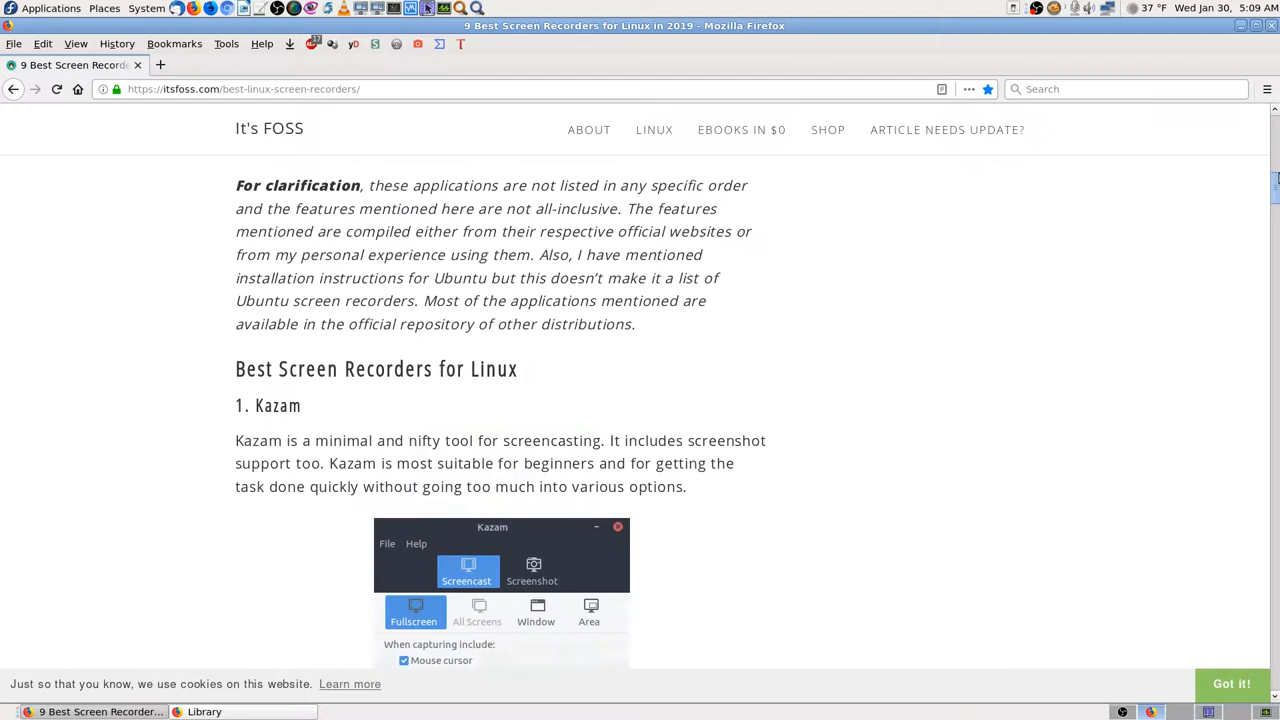 Applications Places System 37 °F Wed Jan 30, 5:09 AM
9 Best Screen Recorders for Linux in 2019 - Mozilla Firefox
File Edit View History Bookmarks Tools Help 17 yD S Σ T
9 Best Screen Recorde
https://itsfoss.com/best-linux-screen-recorders/ Search
It's FOSS ABOUT LINUX EBOOKS IN $0 SHOP ARTICLE NEEDS UPDATE?
For clarification, these applications are not listed in any specific order
and the features mentioned here are not all-inclusive. The features
mentioned are compiled either from their respective official websites or
from my personal experience using them. Also, I have mentioned
installation instructions for Ubuntu but this doesn’t make it a list of
Ubuntu screen recorders. Most of the applications mentioned are
available in the official repository of other distributions.
Best Screen Recorders for Linux
1. Kazam
Kazam is a minimal and nifty tool for screencasting. It includes screenshot
support too. Kazam is most suitable for beginners and for getting the
task done quickly without going too much into various options.
Kazam
File Help
Screencast Screenshot
Fullscreen All Screens Window Area
When capturing include:
Mouse cursor
Just so that you know, we use cookies on this website. Learn more Got it!
9 Best Screen Recorder... Library